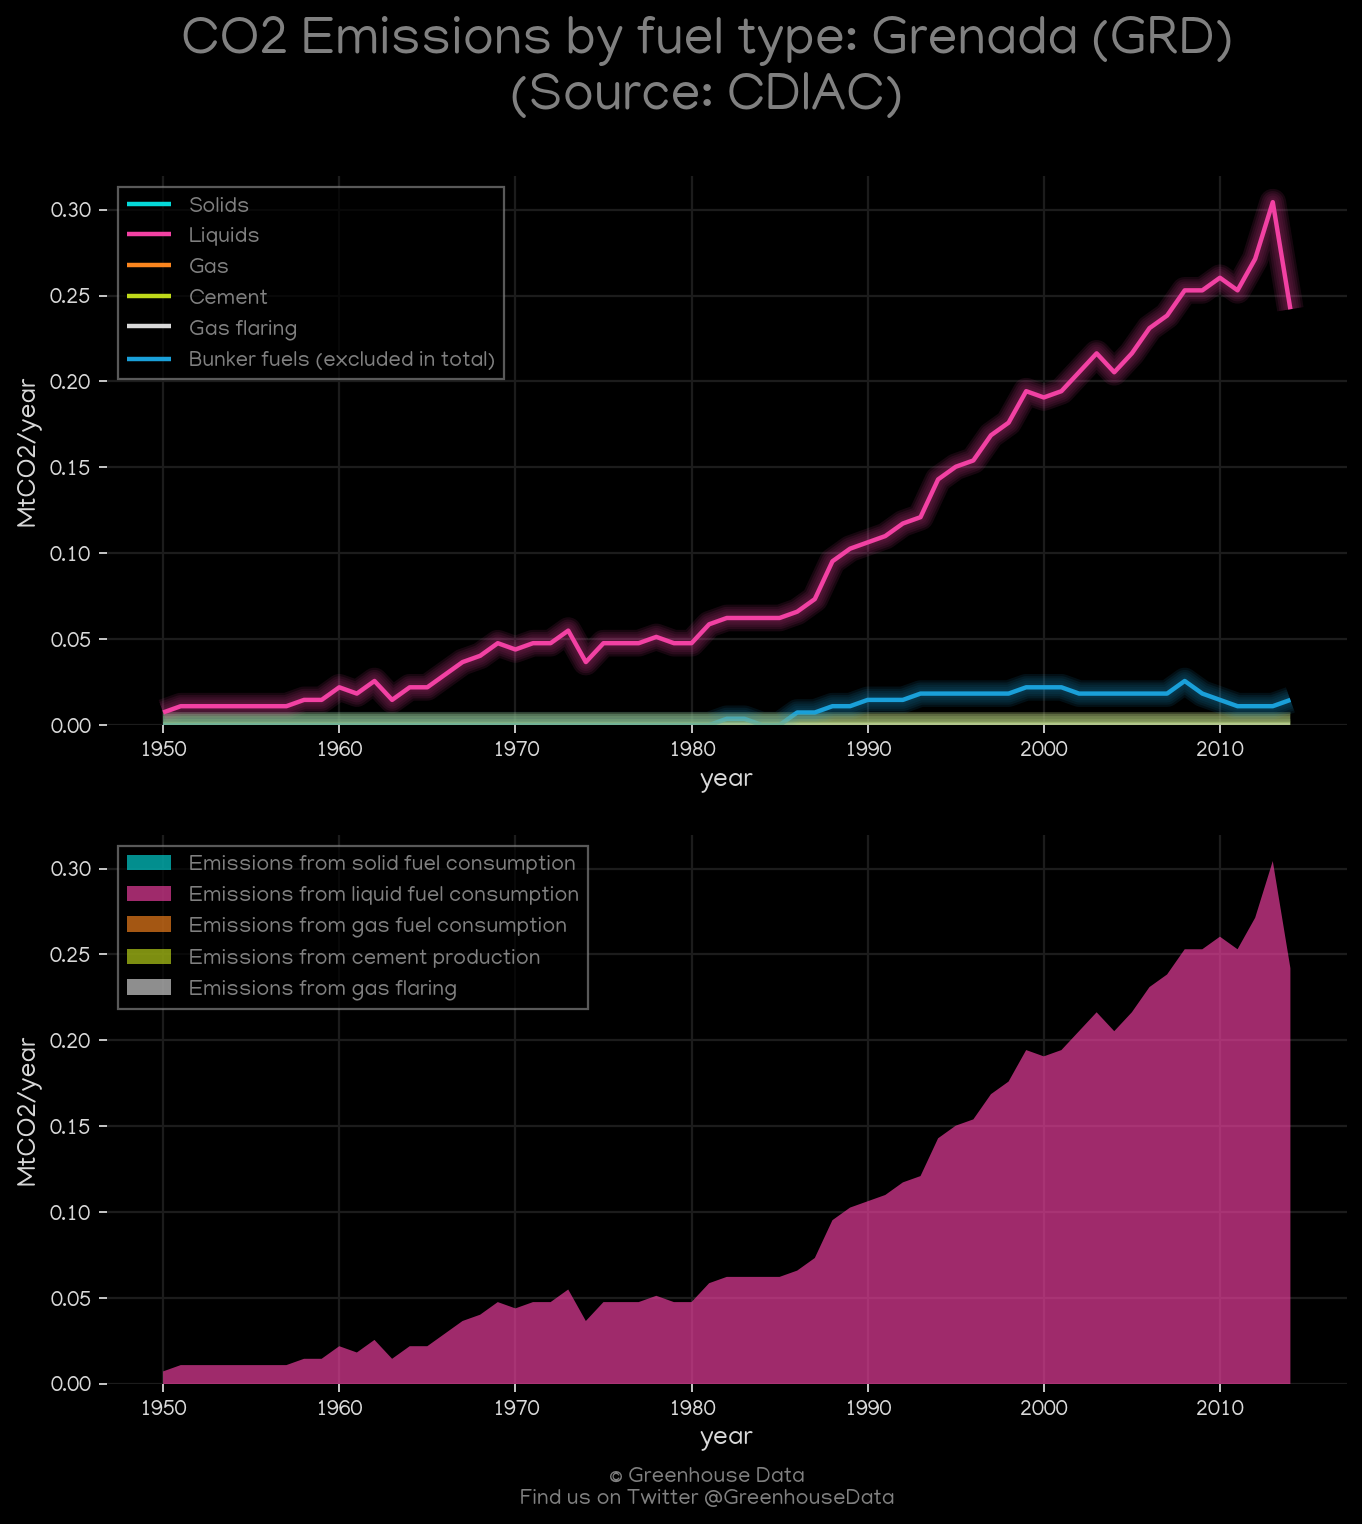 CO2 Emissions by fuel type: Grenada (GRD)
(Source: CDIAC)
Solids
Liquids
Gas
Cement
Gas flaring
Bunker fuels (excluded in total)
0.30
0.25
0.20
0.15
0.10
0.05
0.00
MtCO2/year
1950 1960 1970 1980 1990 2000 2010
year
Emissions from solid fuel consumption
Emissions from liquid fuel consumption
Emissions from gas fuel consumption
Emissions from cement production
Emissions from gas flaring
0.30
0.25
0.20
0.15
0.10
0.05
0.00
MtCO2/year
1950 1960 1970 1980 1990 2000 2010
year
© Greenhouse Data
Find us on Twitter @GreenhouseData